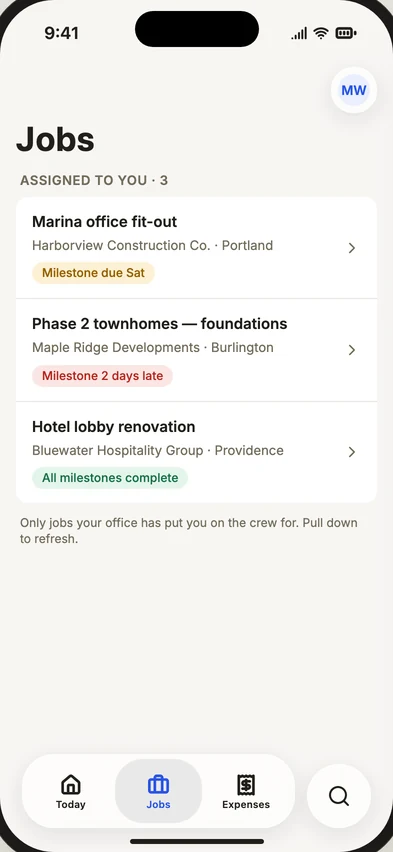 9:41
MW
Jobs
ASSIGNED TO YOU · 3
Marina office fit-out
Harborview Construction Co. · Portland
Milestone due Sat
Phase 2 townhomes — foundations
Maple Ridge Developments · Burlington
Milestone 2 days late
Hotel lobby renovation
Bluewater Hospitality Group · Providence
All milestones complete
Only jobs your office has put you on the crew for. Pull down
to refresh.
Today
Jobs
Expenses